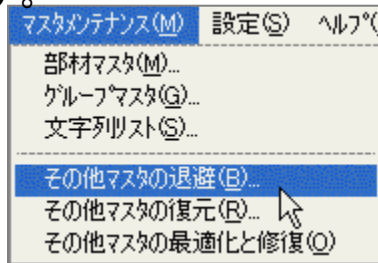 。
ﾏｽﾀﾒﾝﾃﾅﾝｽ(M) 設定(S) ﾍﾙﾌﾟ(
部材ﾏｽﾀ(M)...
ｸﾞﾙｰﾌﾟﾏｽﾀ(G)...
文字列ﾘｽﾄ(S)...
その他ﾏｽﾀの退避(B)...
その他ﾏｽﾀの復元(R)...
その他ﾏｽﾀの最適化と修復(O)